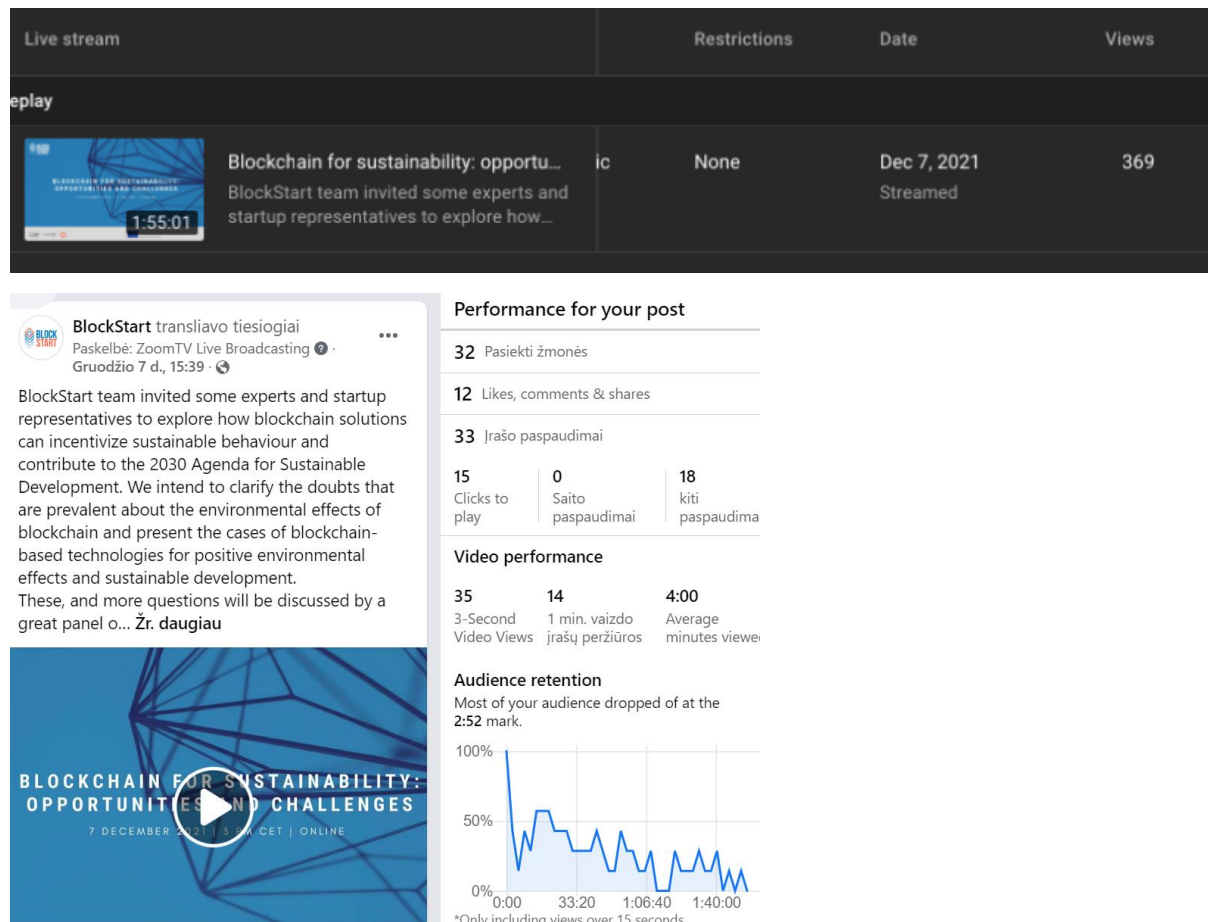 Live stream
Restrictions
Date
Views
eplay
1:55:01
Blockchain for sustainability: opportu...
BlockStart team invited some experts and
startup representatives to explore how...
ic
None
Dec 7, 2021
Streamed
369
BLOCKCHAIN FOR SUSTAINABILITY:
OPPORTUNITIES AND CHALLENGES
BLOCK
START
BlockStart transliavo tiesiogiai
Paskelbė: ZoomTV Live Broadcasting ·
Gruodžio 7 d., 15:39 ·
BlockStart team invited some experts and startup
representatives to explore how blockchain solutions
can incentivize sustainable behaviour and
contribute to the 2030 Agenda for Sustainable
Development. We intend to clarify the doubts that
are prevalent about the environmental effects of
blockchain and present the cases of blockchain-
based technologies for positive environmental
effects and sustainable development.
These, and more questions will be discussed by a
great panel o... Žr. daugiau
BLOCKCHAIN FOR SUSTAINABILITY:
OPPORTUNITIES AND CHALLENGES
7 DECEMBER 2021 | 3 PM CET | ONLINE
Performance for your post
32 Pasiekti žmonės
12 Likes, comments & shares
33 Įrašo paspaudimai
15
Clicks to
play
0
Saito
paspaudimai
18
kiti
paspaudima
Video performance
35
3-Second
Video Views
14
1 min. vaizdo
įrašų peržiūros
4:00
Average
minutes viewe
Audience retention
Most of your audience dropped of at the
2:52 mark.
100%
50%
0%
0:00 33:20 1:06:40 1:40:00
*Only including views over 15 seconds